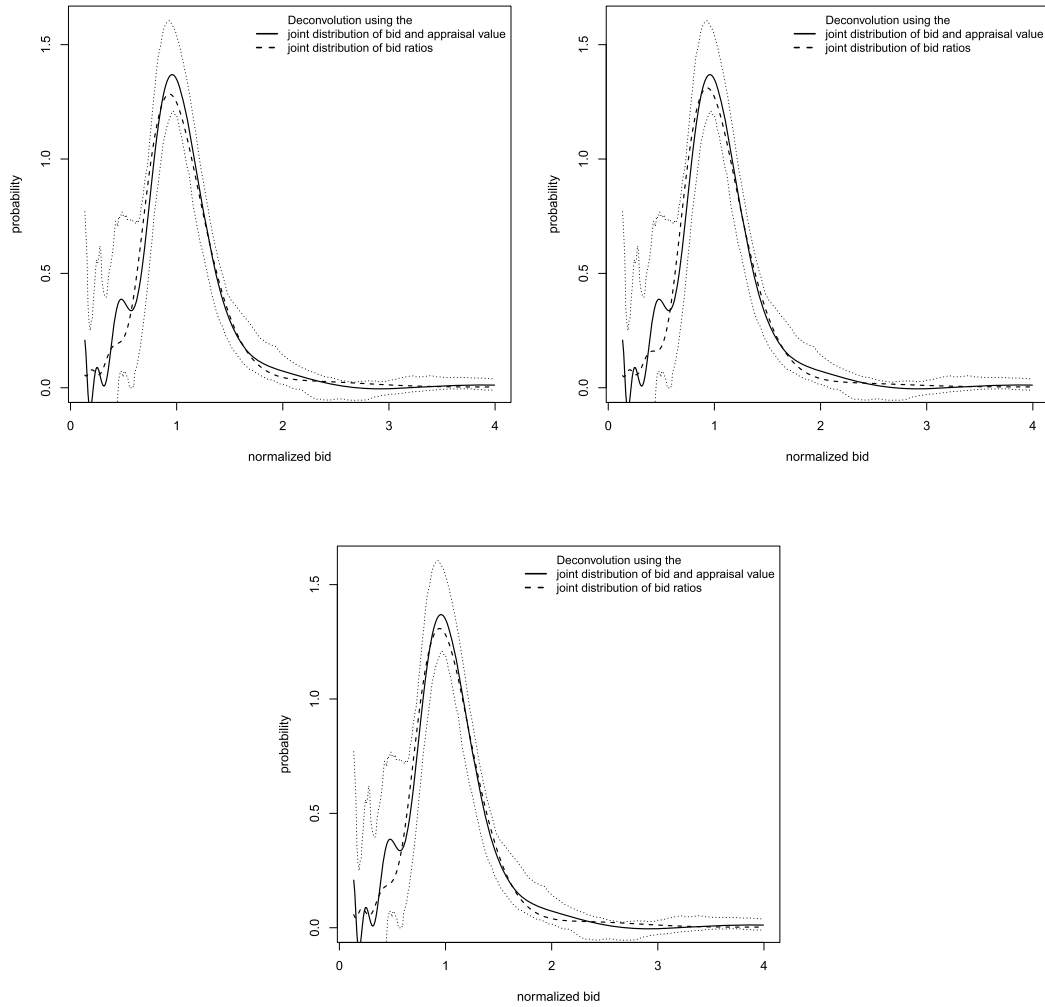 Deconvolution using the
joint distribution of bid and appraisal value
joint distribution of bid ratios
probability
0.0
0.5
1.0
1.5
0 1 2 3 4
normalized bid
Deconvolution using the
joint distribution of bid and appraisal value
joint distribution of bid ratios
probability
0.0
0.5
1.0
1.5
0 1 2 3 4
normalized bid
Deconvolution using the
joint distribution of bid and appraisal value
joint distribution of bid ratios
probability
0.0
0.5
1.0
1.5
0 1 2 3 4
normalized bid